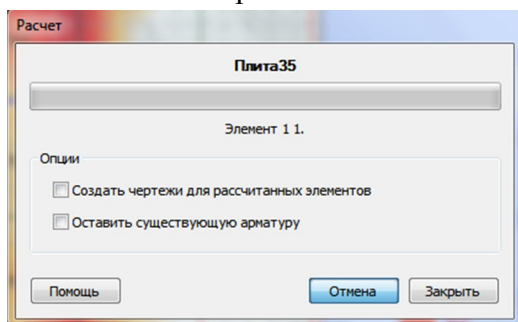 Расчет
Плита35
Элемент 1 1.
Опции
Создать чертежи для рассчитанных элементов
Оставить существующую арматуру
Помощь Отмена Закрыть